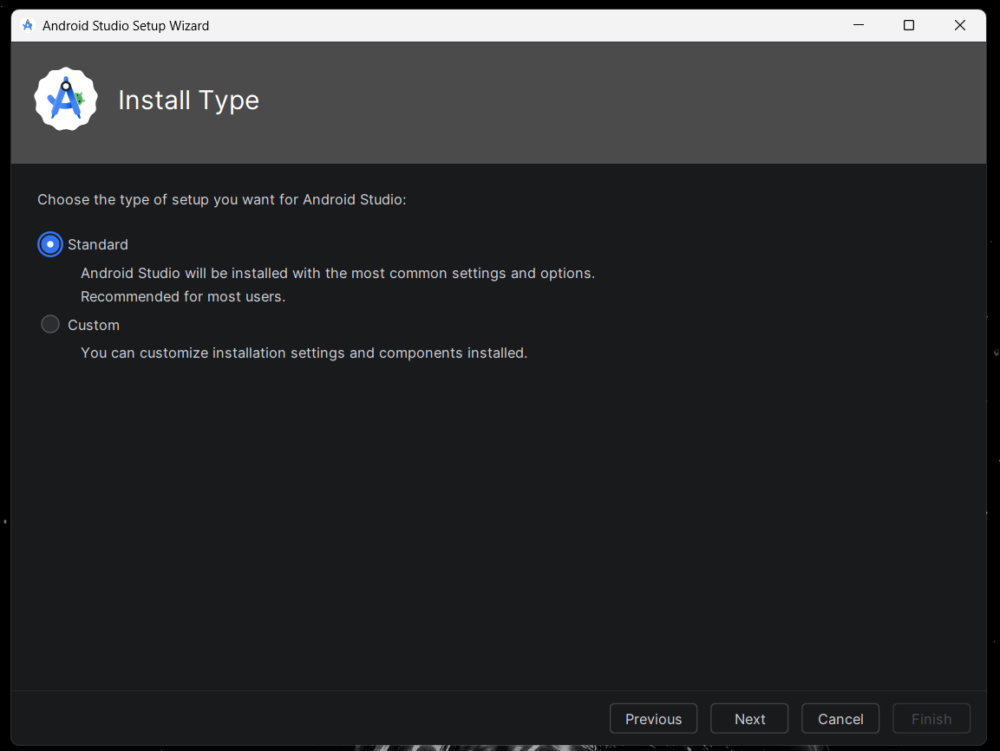 Android Studio Setup Wizard
Install Type
Choose the type of setup you want for Android Studio:
Standard
Android Studio will be installed with the most common settings and options.
Recommended for most users.
Custom
You can customize installation settings and components installed.
Previous
Next
Cancel
Finish